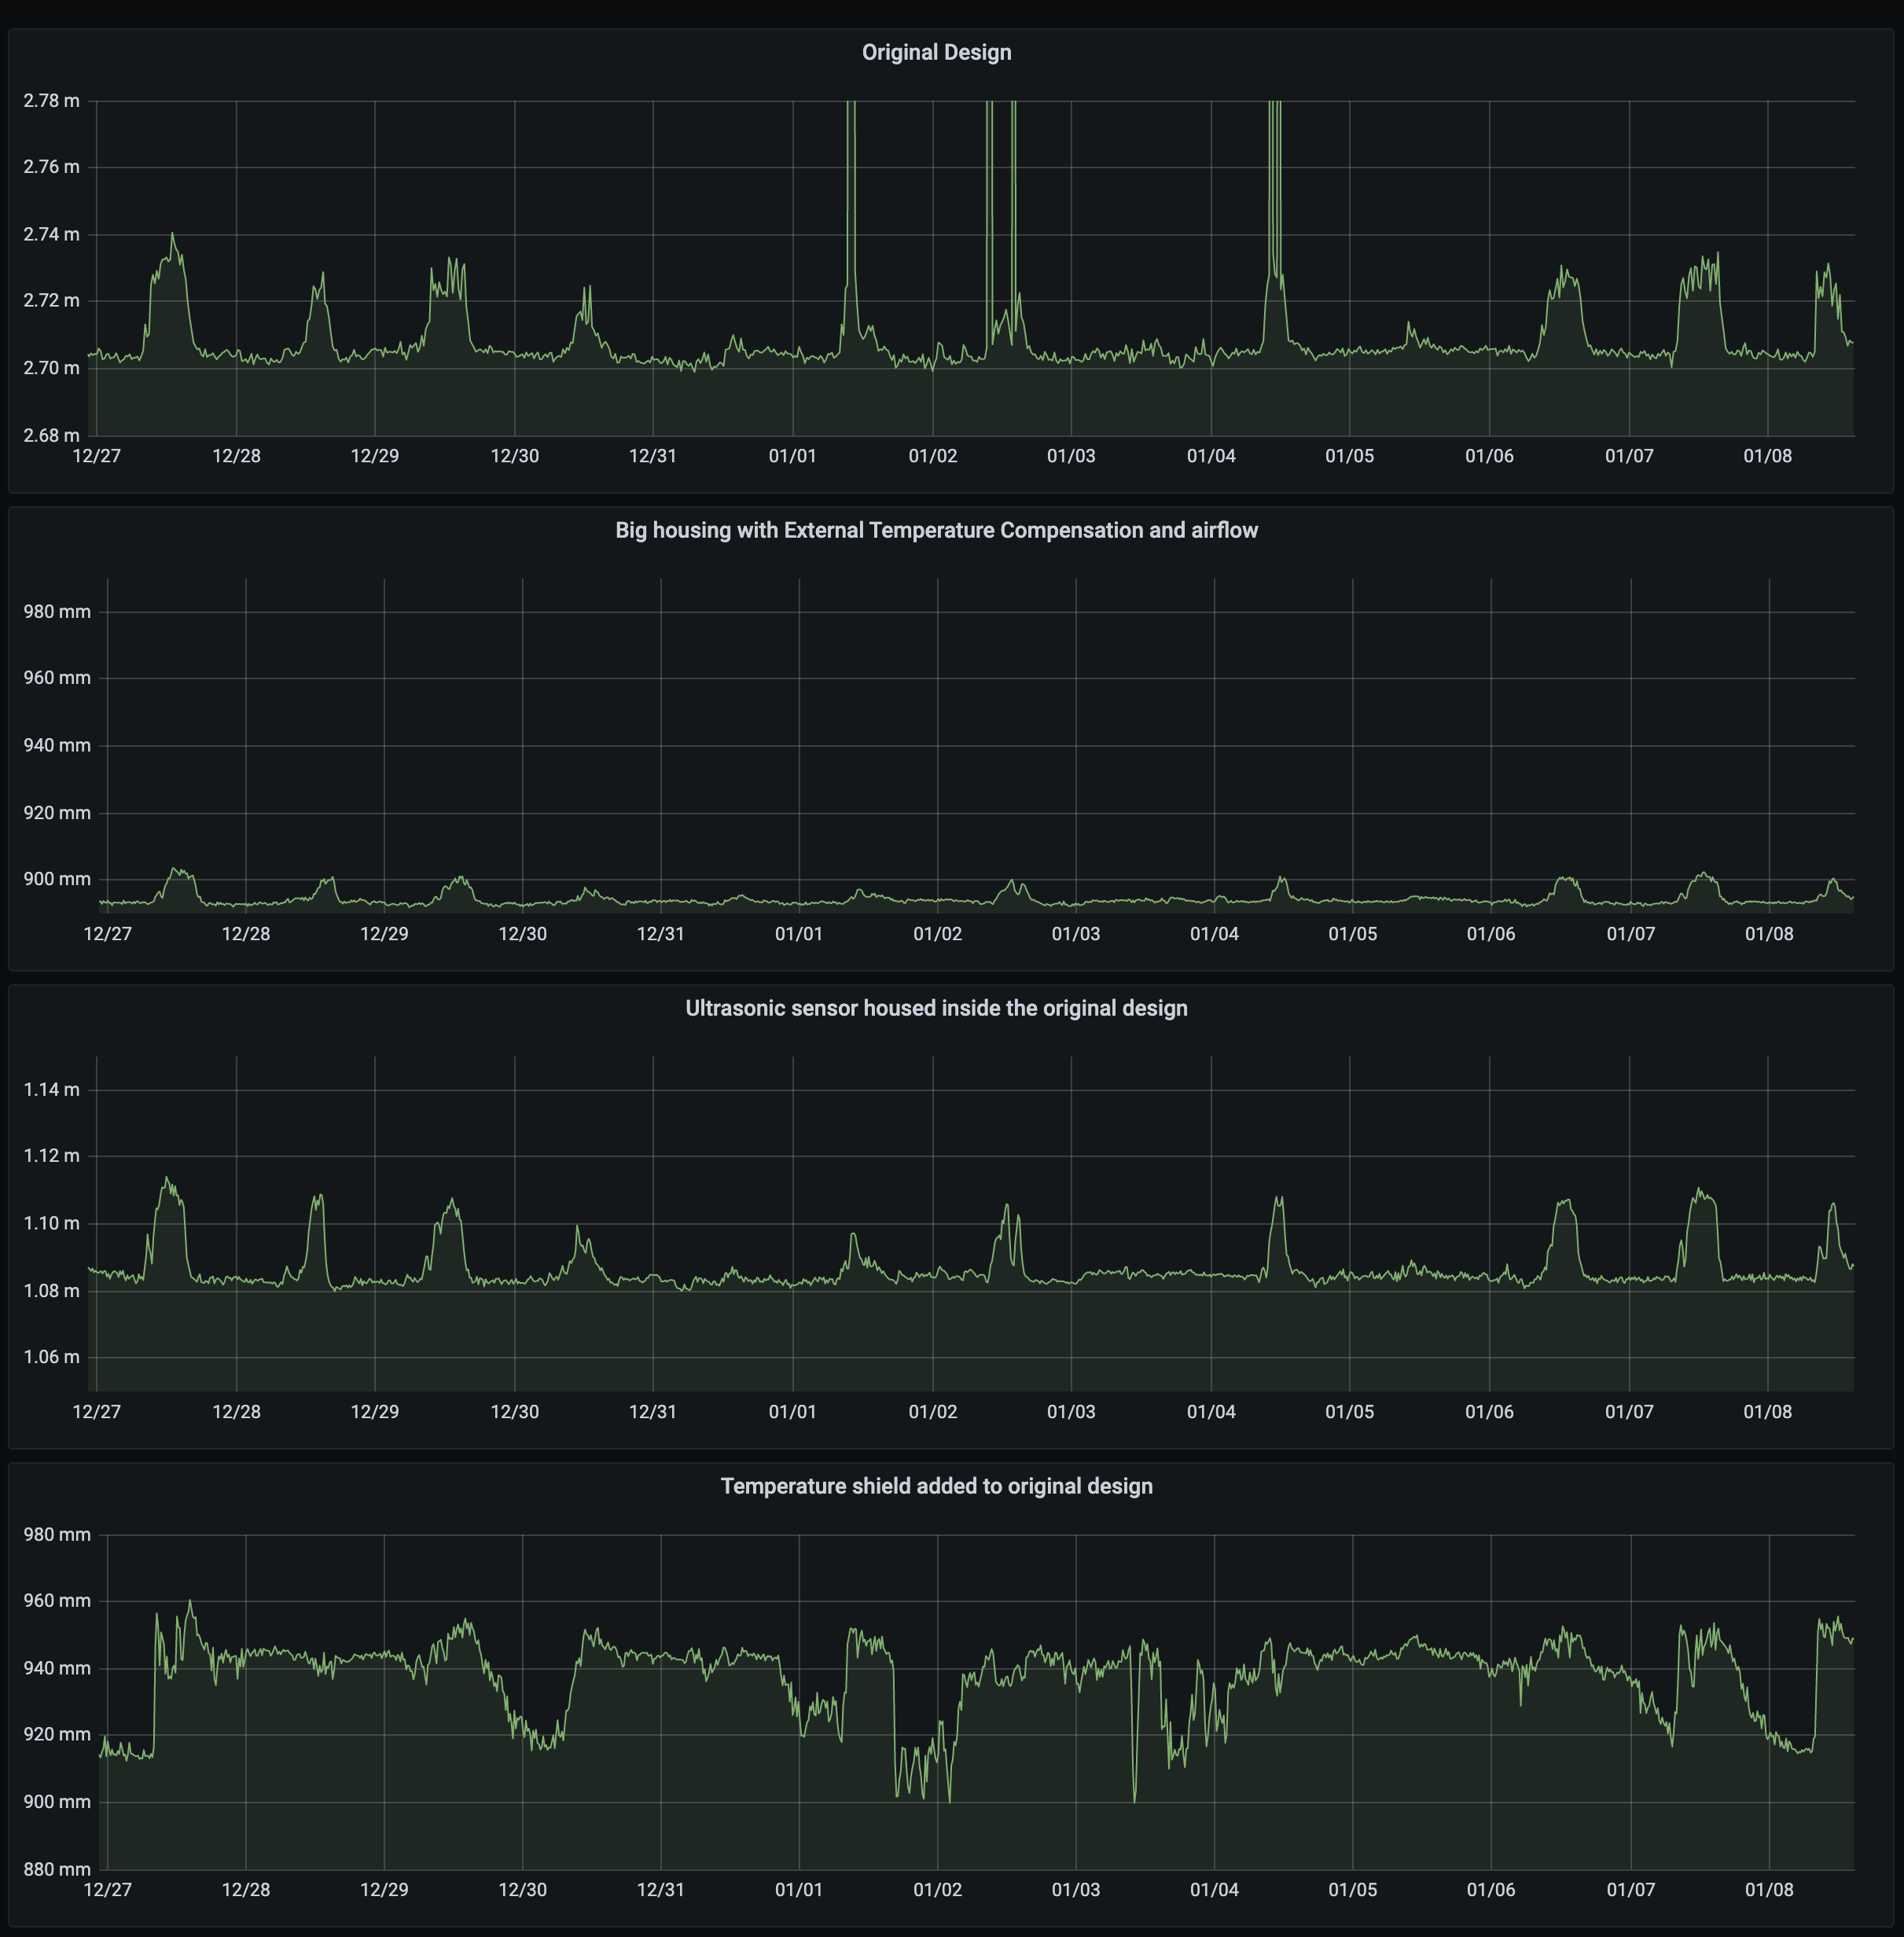 Original Design
2.78 m
2.76 m
2.74 m
2.72 m
2.70 m
2.68 m
12/27 12/28 12/29 12/30 12/31 01/01 01/02 01/03 01/04 01/05 01/06 01/07 01/08
Big housing with External Temperature Compensation and airflow
980 mm
960 mm
940 mm
920 mm
900 mm
12/27 12/28 12/29 12/30 12/31 01/01 01/02 01/03 01/04 01/05 01/06 01/07 01/08
Ultrasonic sensor housed inside the original design
1.14 m
1.12 m
1.10 m
1.08 m
1.06 m
12/27 12/28 12/29 12/30 12/31 01/01 01/02 01/03 01/04 01/05 01/06 01/07 01/08
Temperature shield added to original design
980 mm
960 mm
940 mm
920 mm
900 mm
880 mm
12/27 12/28 12/29 12/30 12/31 01/01 01/02 01/03 01/04 01/05 01/06 01/07 01/08